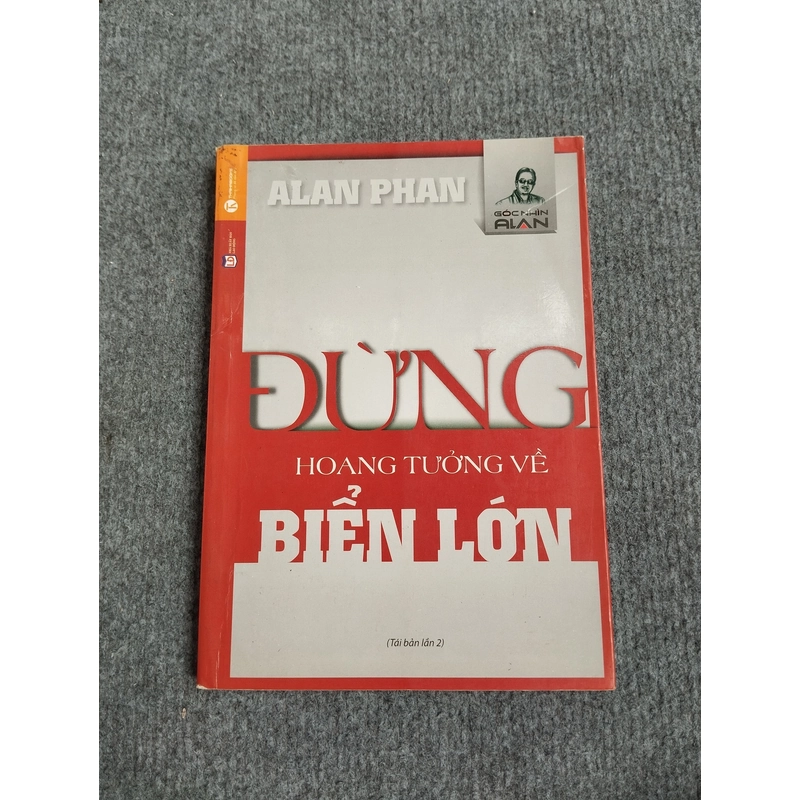 ALAN PHAN
GÓC NHÌN
ALAN
ĐỪNG
HOANG TƯỞNG VỀ
BIỂN LỚN
(Tái bản lần 2)